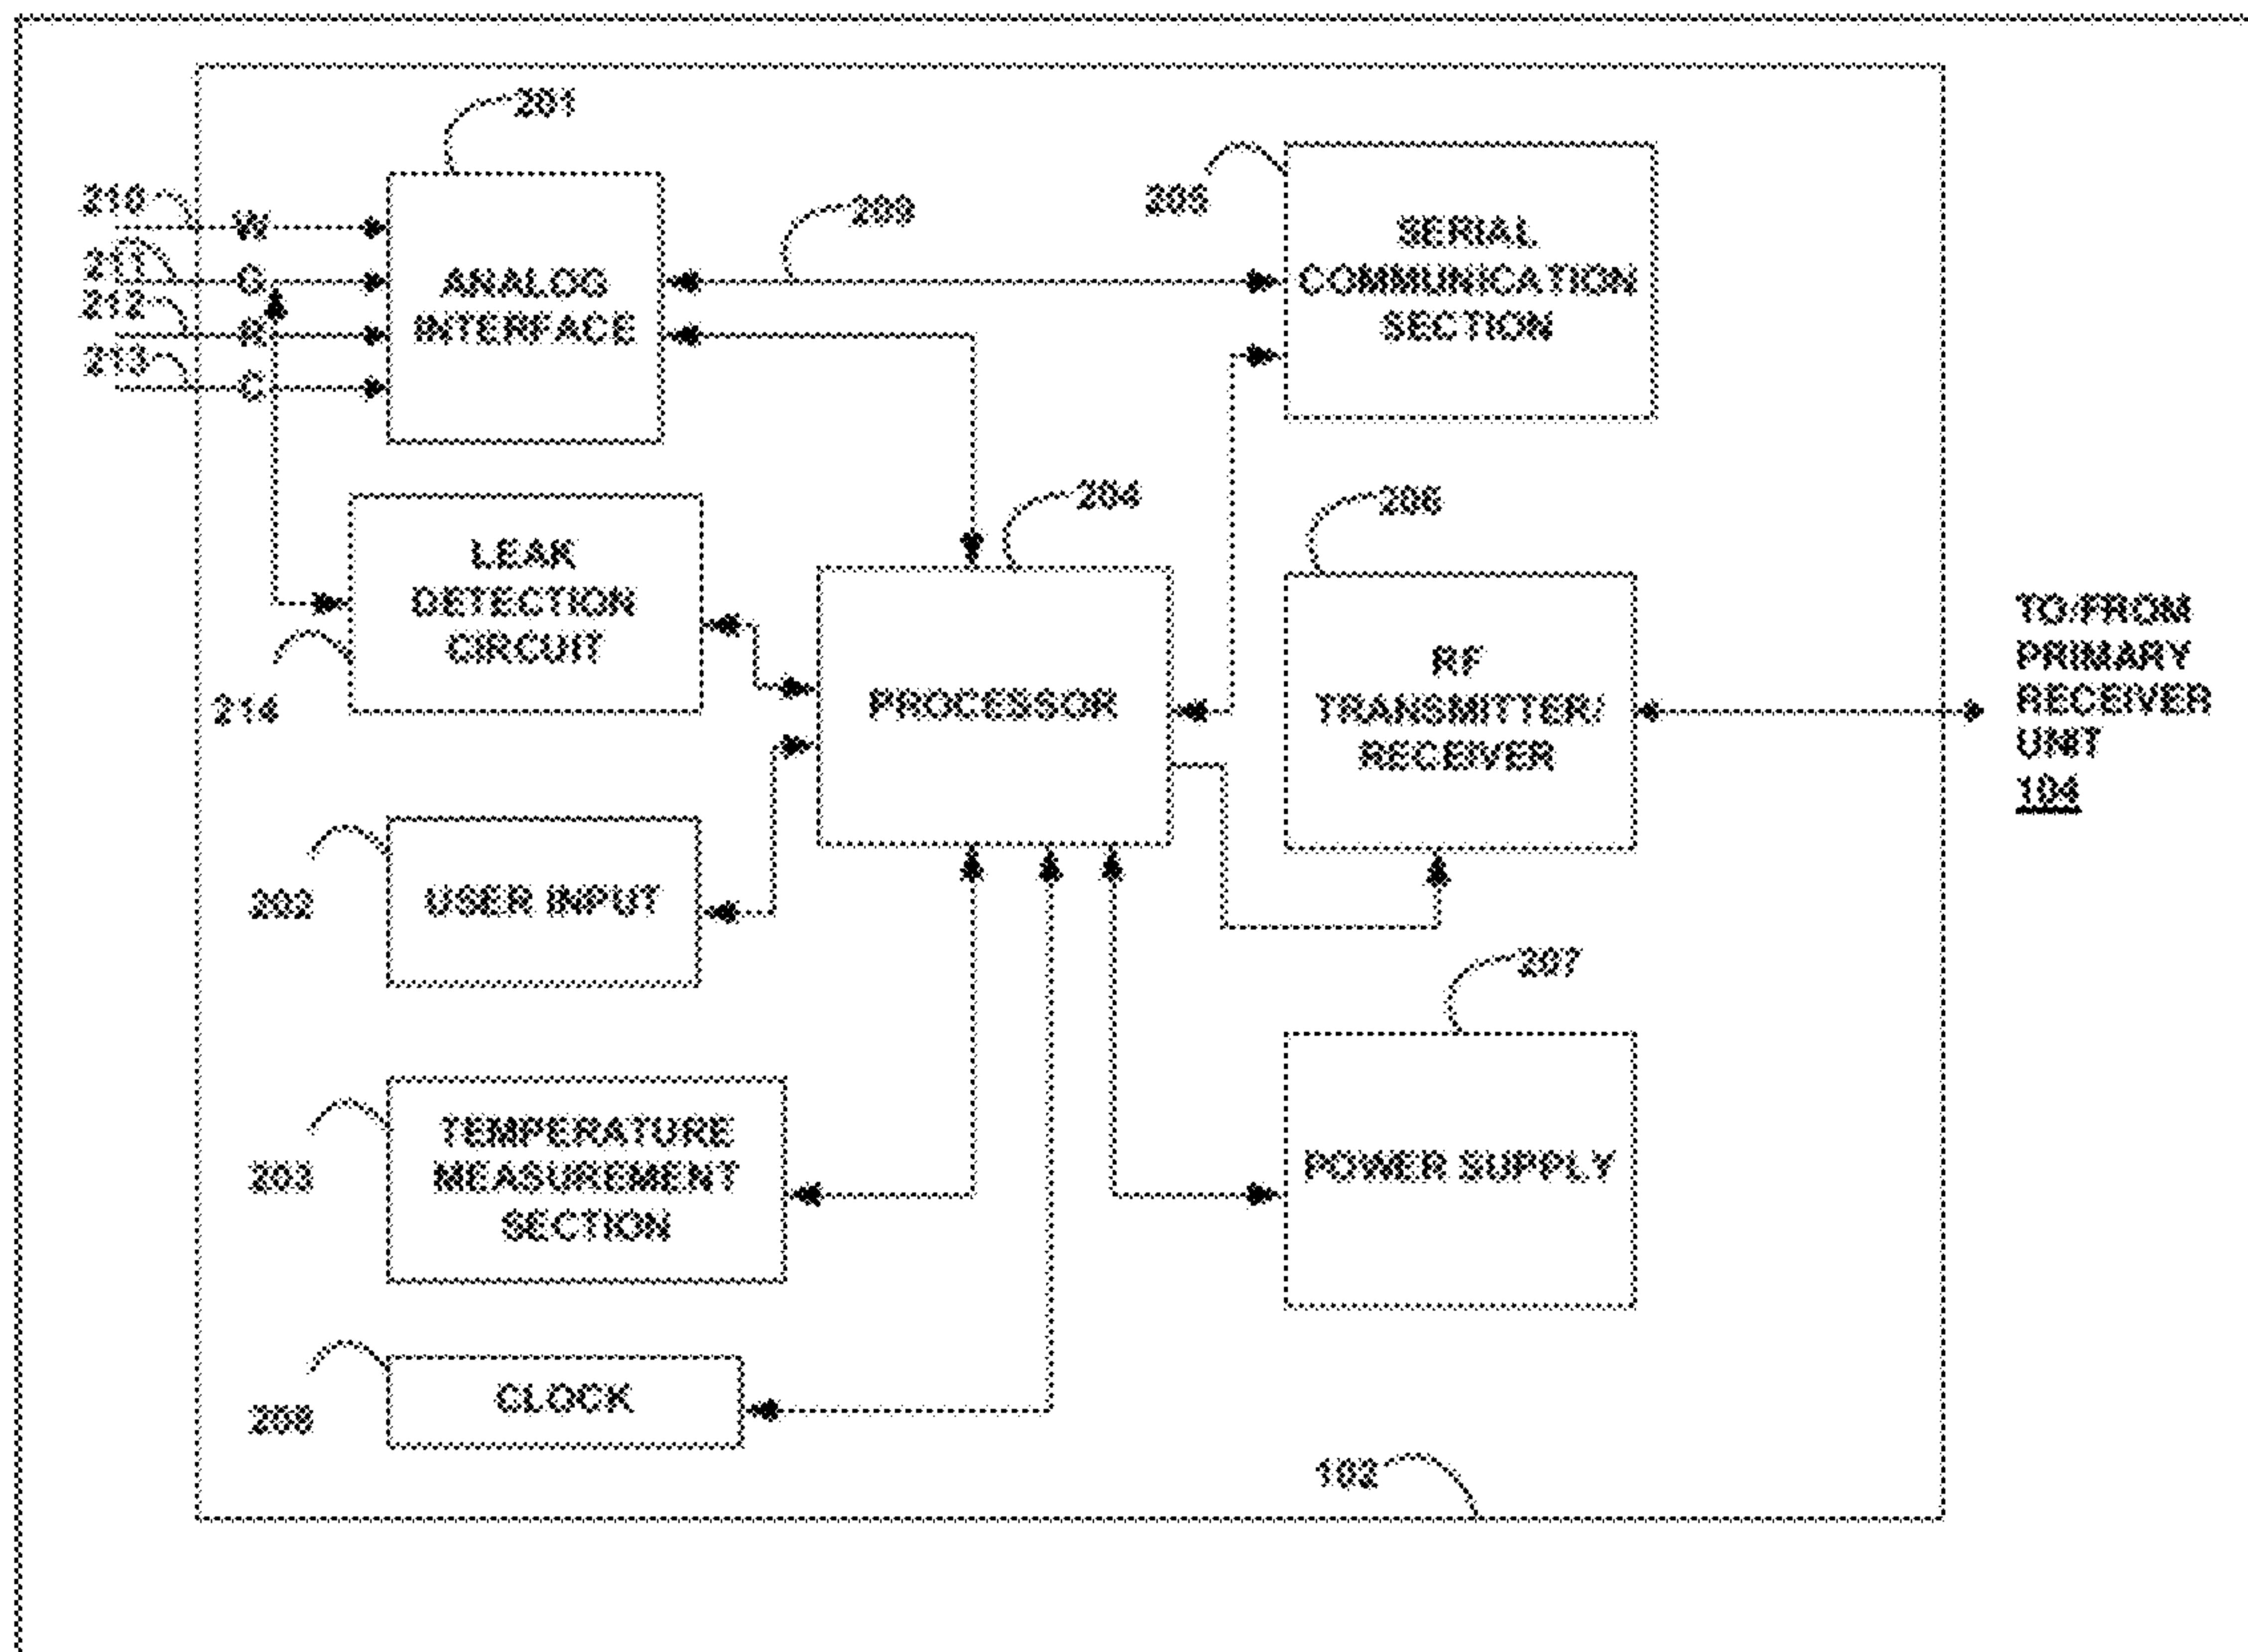 201
210
W
211
G
212
R
213
C
ANALOG
INTERFACE
209
205
SERIAL
COMMUNICATION
SECTION
LEAK
DETECTION
CIRCUIT
214
204
PROCESSOR
206
RF
TRANSMITTER/
RECEIVER
TO/FROM
PRIMARY
RECEIVER
UNIT
104
202
USER INPUT
207
POWER SUPPLY
203
TEMPERATURE
MEASUREMENT
SECTION
208
CLOCK
102